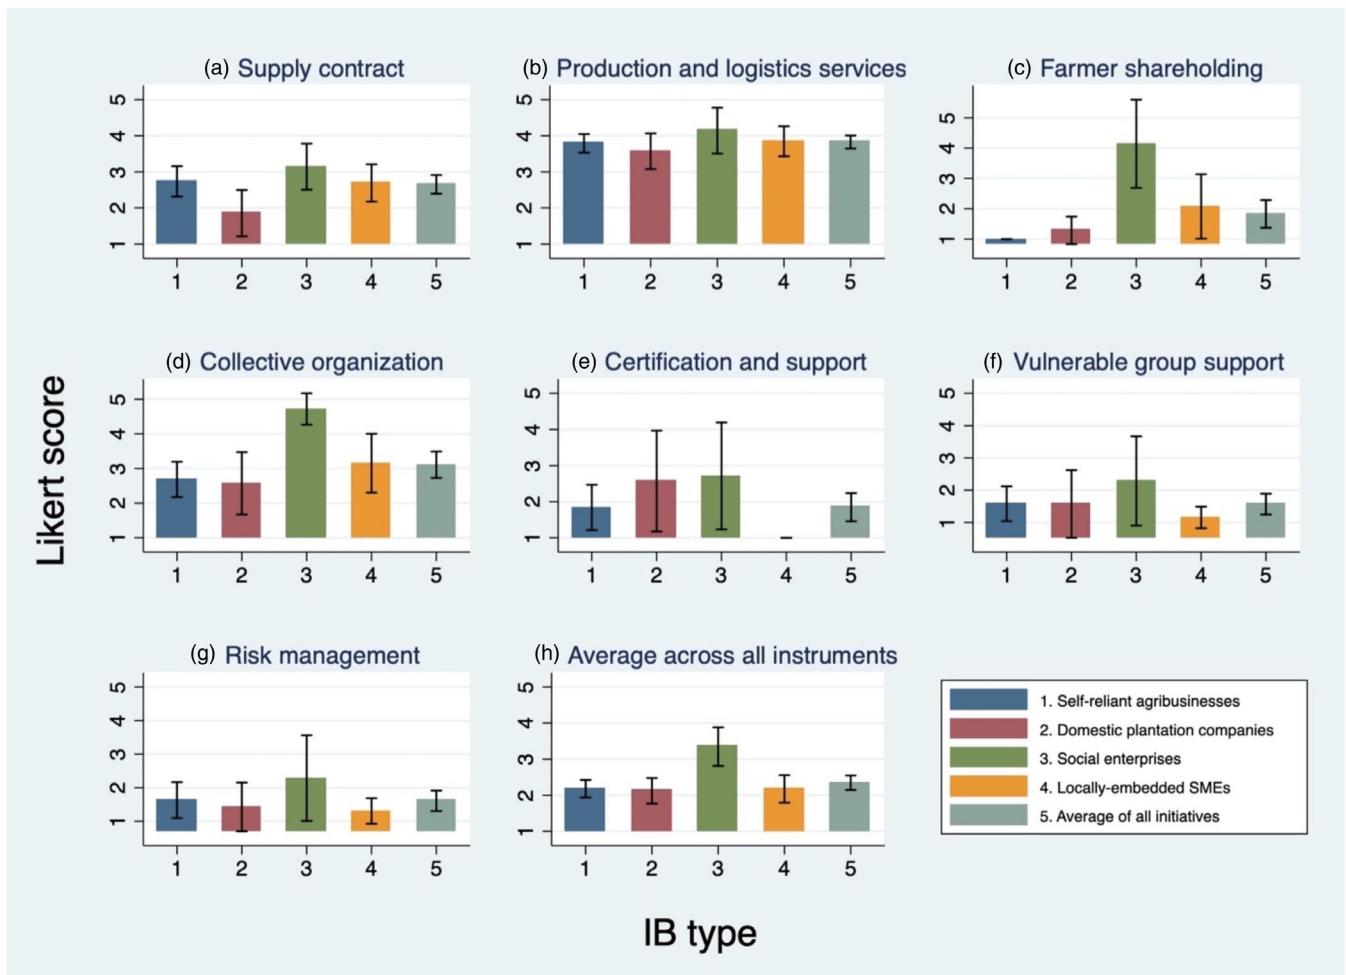 (a) Supply contract
5
4
3
2
1
1 2 3 4 5
(b) Production and logistics services
5
4
3
2
1
1 2 3 4 5
(c) Farmer shareholding
5
4
3
2
1
1 2 3 4 5
Likert score
(d) Collective organization
5
4
3
2
1
1 2 3 4 5
(e) Certification and support
5
4
3
2
1
1 2 3 4 5
(f) Vulnerable group support
5
4
3
2
1
1 2 3 4 5
(g) Risk management
5
4
3
2
1
1 2 3 4 5
(h) Average across all instruments
5
4
3
2
1
1 2 3 4 5
1. Self-reliant agribusinesses
2. Domestic plantation companies
3. Social enterprises
4. Locally-embedded SMEs
5. Average of all initiatives
IB type